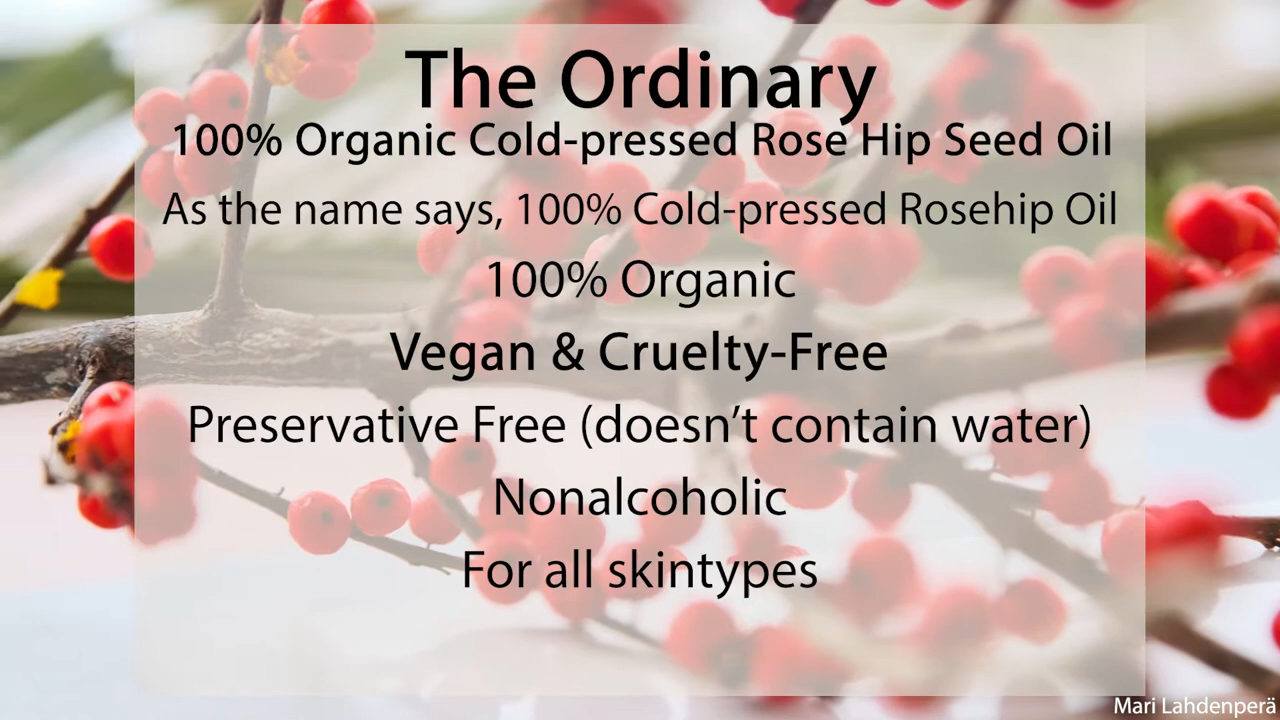 The Ordinary
100% Organic Cold-pressed Rose Hip Seed Oil
As the name says, 100% Cold-pressed Rosehip Oil
100% Organic
Vegan & Cruelty-Free
Preservative Free (doesn’t contain water)
Nonalcoholic
For all skintypes
Mari Lahdenperä